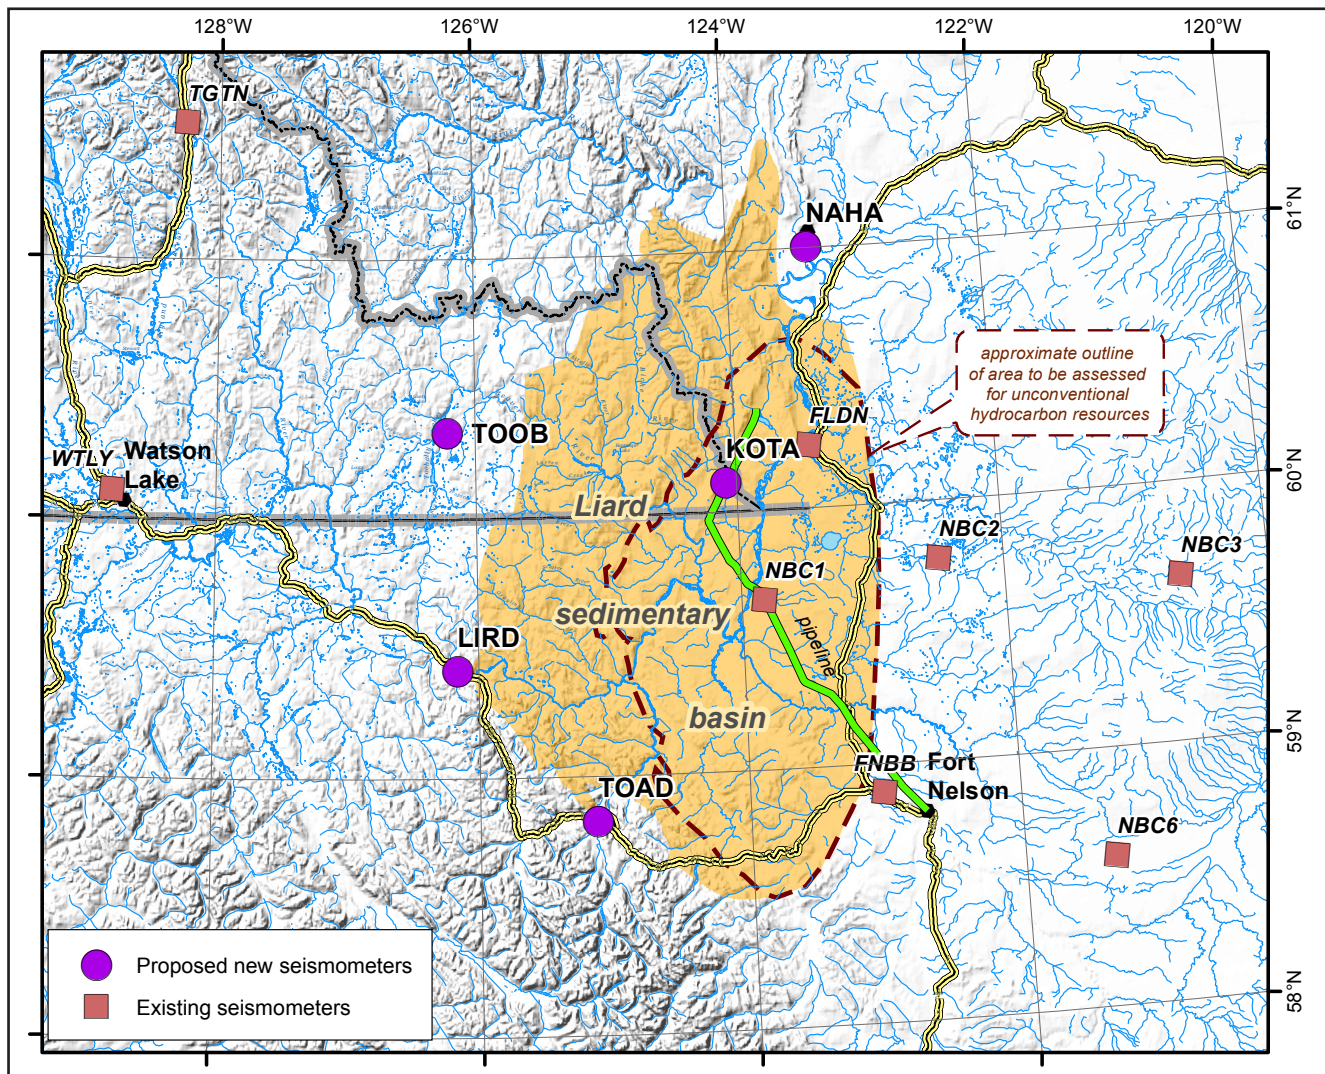 128°W
126°W
124°W
122°W
120°W
TGTN
61°N
NAHA
approximate outline
of area to be assessed
for unconventional
hydrocarbon resources
FLDN
TOOB
KOTA
WTLY
Watson
Lake
60°N
Liard
NBC2
NBC3
NBC1
sedimentary
pipeline
LIRD
basin
59°N
FNBB
Fort
Nelson
TOAD
NBC6
Proposed new seismometers
Existing seismometers
58°N